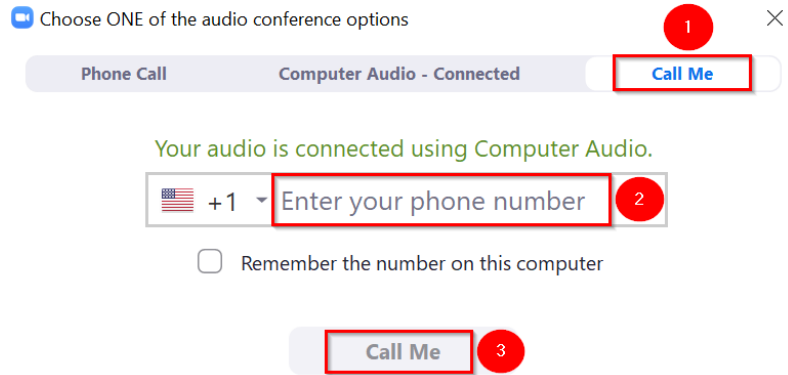 Choose ONE of the audio conference options
1
Phone Call
Computer Audio - Connected
Call Me
Your audio is connected using Computer Audio.
+1
Enter your phone number
2
Remember the number on this computer
Call Me
3